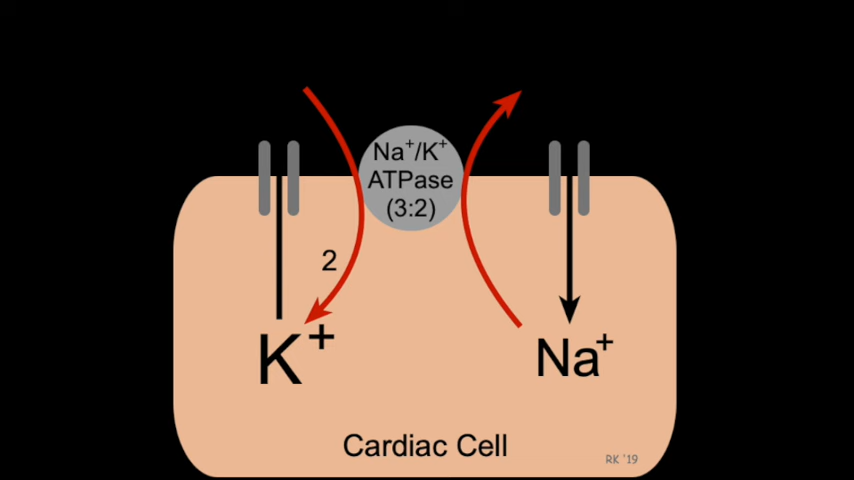 Na⁺/K⁺
ATPase
(3:2)
2
K⁺
Na⁺
Cardiac Cell
RK '19